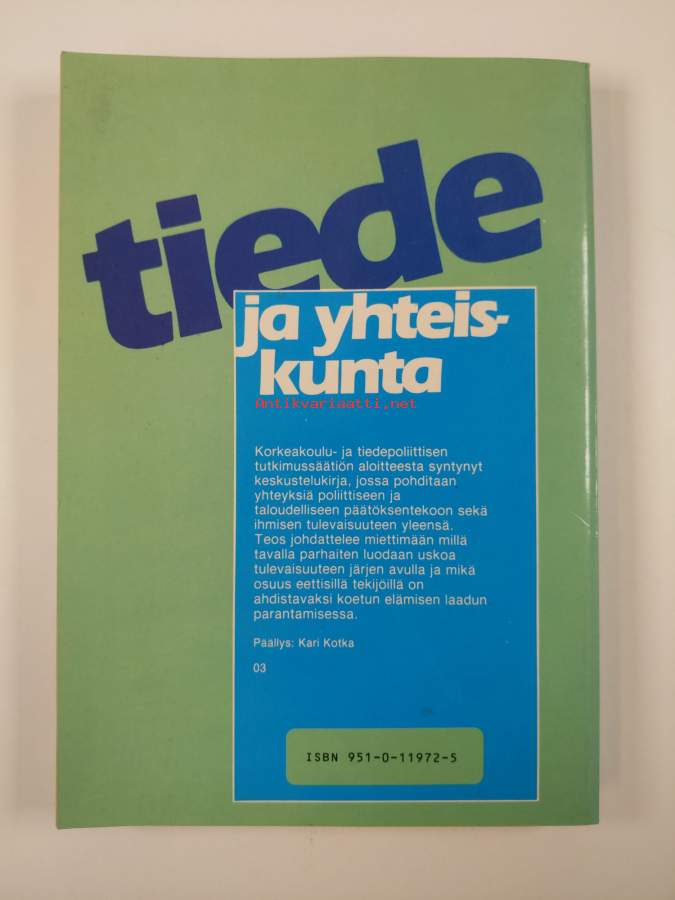 tiede
ja yhteis-
kunta
Antikvariaatti.net
Korkeakoulu- ja tiedepoliittisen
tutkimussäätiön aloitteesta syntynyt
keskustelukirja, jossa pohditaan
yhteyksiä poliittiseen ja
taloudelliseen päätöksentekoon sekä
ihmisen tulevaisuuteen yleensä.
Teos johdattelee miettimään millä
tavalla parhaiten luodaan uskoa
tulevaisuuteen järjen avulla ja mikä
osuus eettisillä tekijöillä on
ahdistavaksi koetun elämisen laadun
parantamisessa.
Päällys: Kari Kotka
03
ISBN 951-0-11972-5